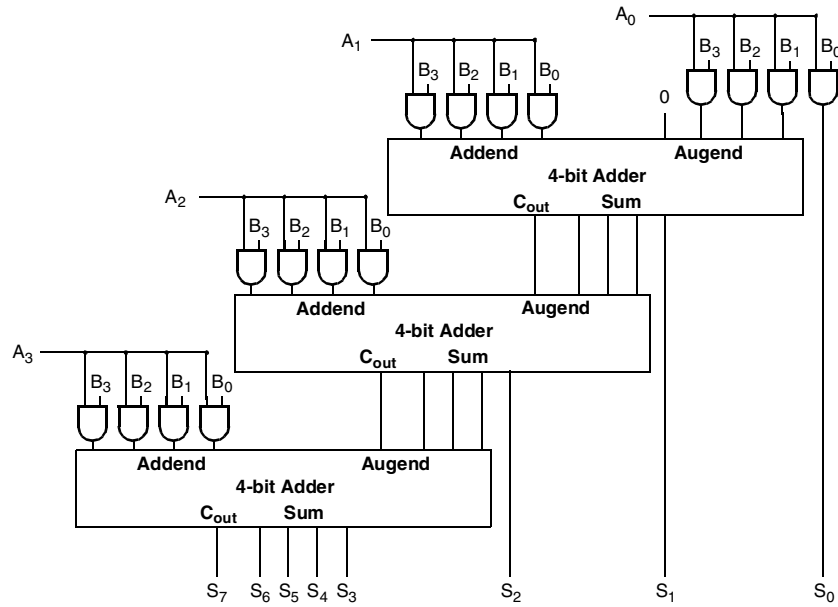 A0
B3 B2 B1 B0
A1
B3 B2 B1 B0
0
Addend Augend
4-bit Adder
Cout Sum
A2
B3 B2 B1 B0
Addend Augend
4-bit Adder
Cout Sum
A3
B3 B2 B1 B0
Addend Augend
4-bit Adder
Cout Sum
S7 S6 S5 S4 S3 S2 S1 S0